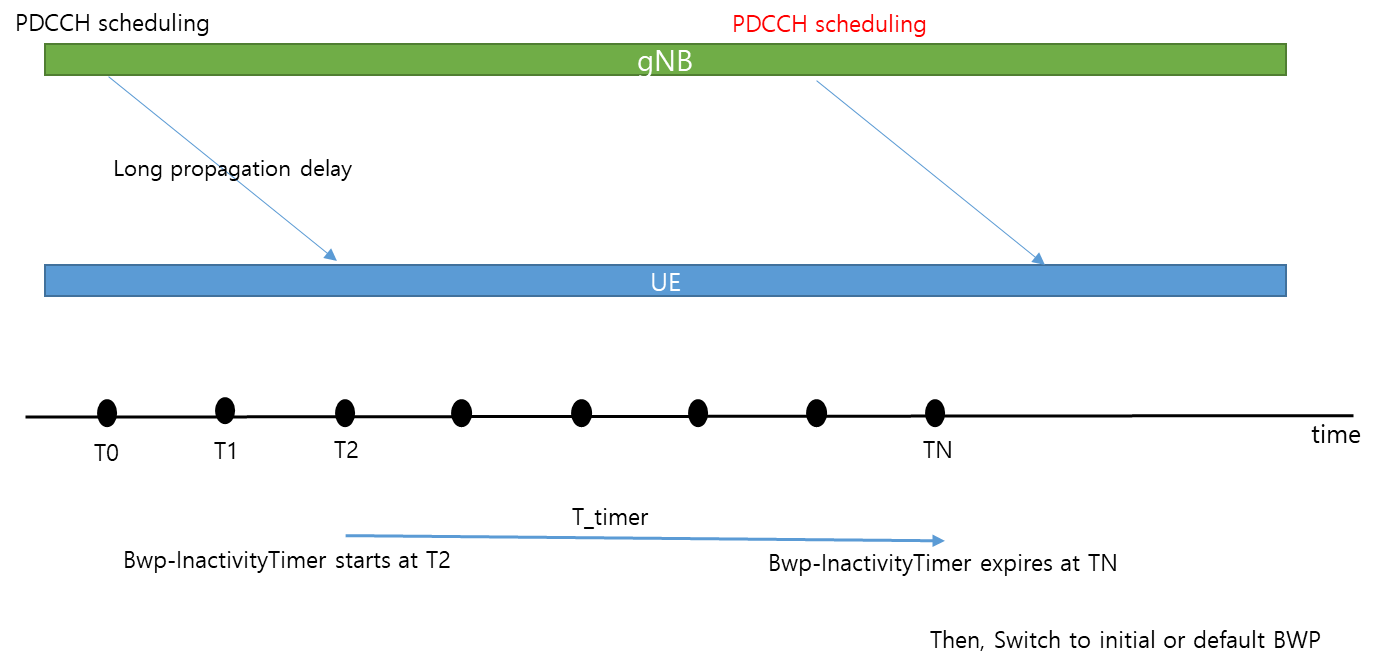 PDCCH scheduling
PDCCH scheduling
gNB
Long propagation delay
UE
T0
T1
T2
TN
time
T_timer
Bwp-InactivityTimer starts at T2
Bwp-InactivityTimer expires at TN
Then, Switch to initial or default BWP